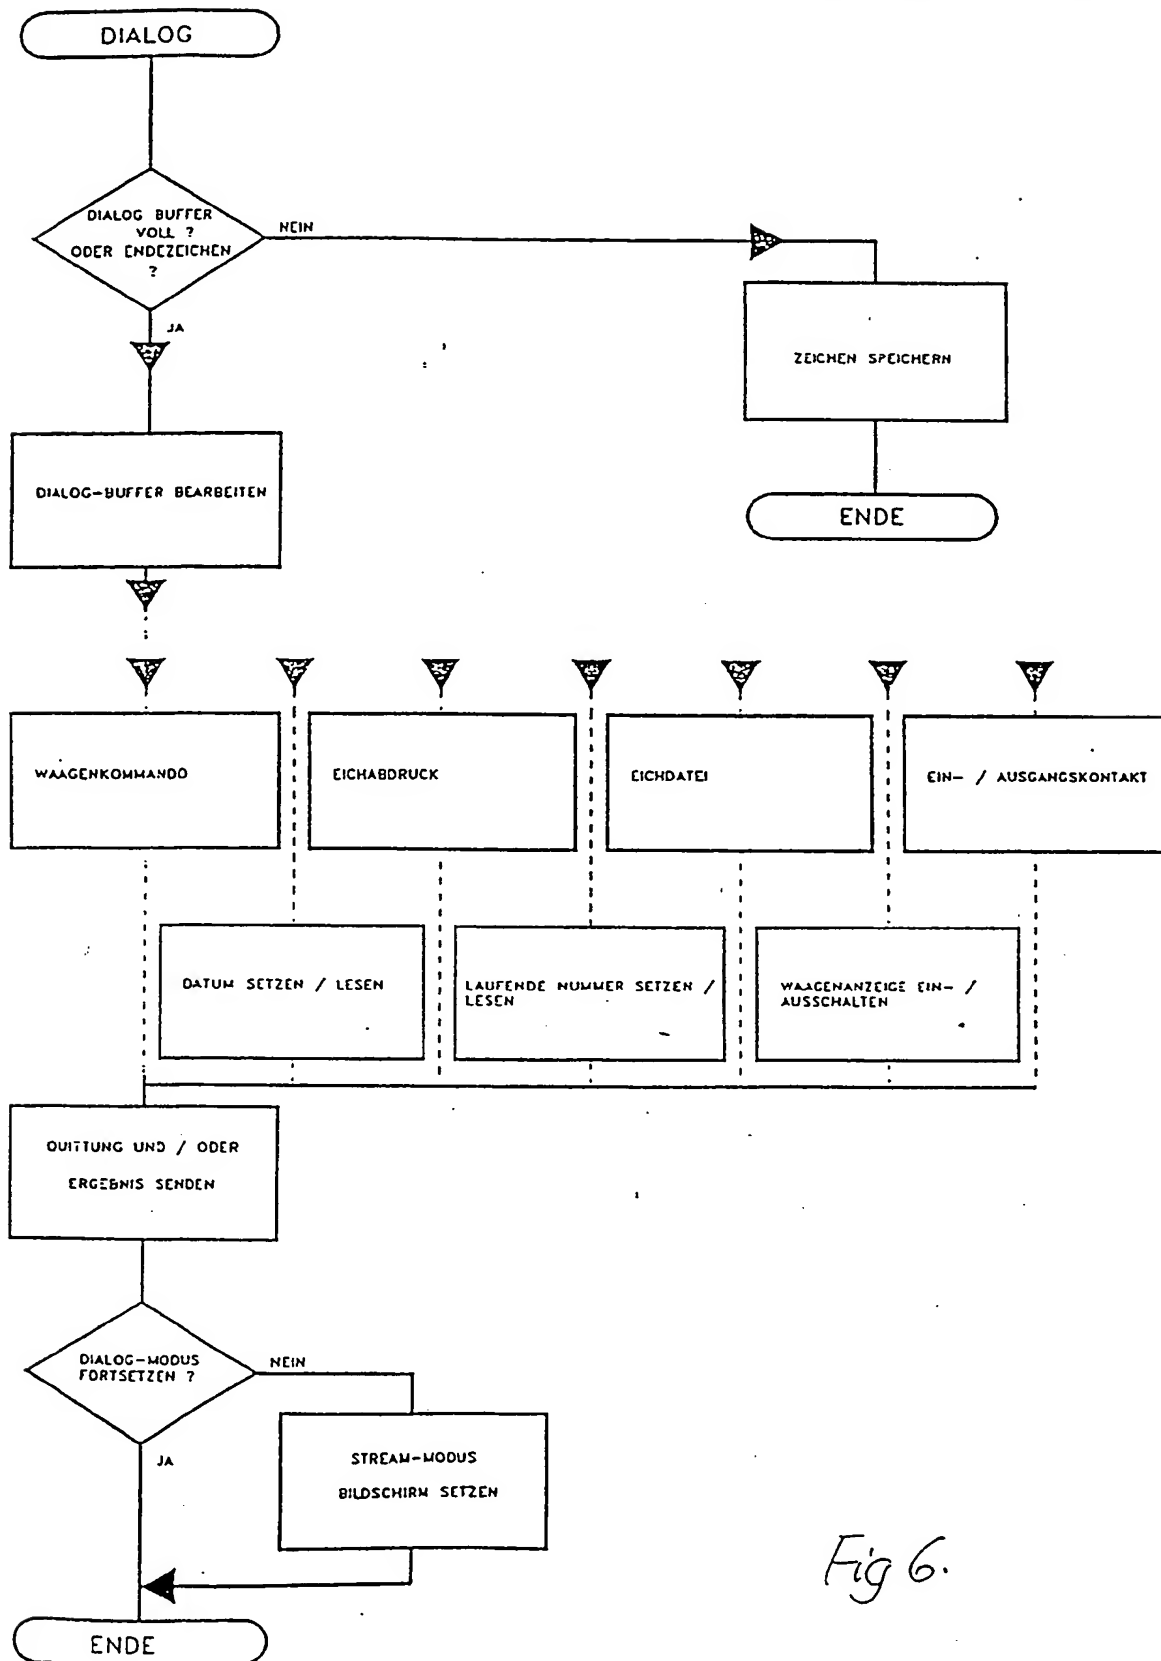 DIALOG
DIALOG BUFFER
VOLL ?
ODER ENDEZEICHEN
?
NEIN
JA
ZEICHEN SPEICHERN
ENDE
DIALOG-BUFFER BEARBEITEN
WAAGENKOMMANDO
EICHABDRUCK
EICHDATEI
EIN- / AUSGANGSKONTAKT
DATUM SETZEN / LESEN
LAUFENDE NUMMER SETZEN /
LESEN
WAAGENANZEIGE EIN- /
AUSSCHALTEN
QUITTUNG UND / ODER
ERGEBNIS SENDEN
DIALOG-MODUS
FORTSETZEN ?
NEIN
JA
STREAM-MODUS
BILDSCHIRM SETZEN
ENDE
Fig 6.